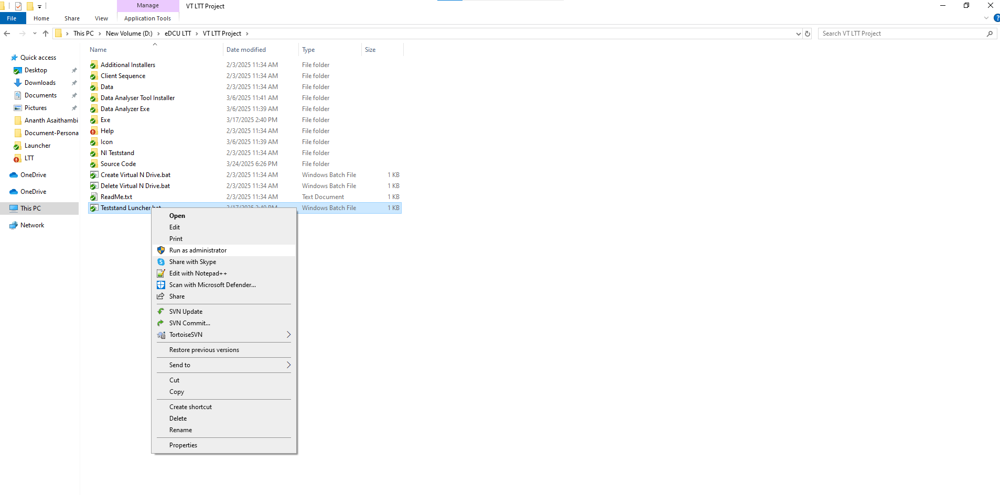 Manage
VT LTT Project
File
Home
Share
View
Application Tools
This PC
New Volume (D:)
eDCU LTT
VT LTT Project
Search VT LTT Project
Name
Date modified
Type
Size
Quick access
Desktop
Downloads
Documents
Pictures
Ananth Asaithambi
Document-Persona
Launcher
LTT
OneDrive
OneDrive
This PC
Network
Additional Installers 2/3/2025 11:34 AM File folder
Client Sequence 2/3/2025 11:34 AM File folder
Data 2/3/2025 11:34 AM File folder
Data Analyser Tool Installer 3/6/2025 11:41 AM File folder
Data Analyzer Exe 3/6/2025 11:39 AM File folder
Exe 3/17/2025 2:40 PM File folder
Help 2/3/2025 11:34 AM File folder
Icon 3/6/2025 11:39 AM File folder
NI Teststand 2/3/2025 11:34 AM File folder
Source Code 3/24/2025 6:26 PM File folder
Create Virtual N Drive.bat 2/3/2025 11:34 AM Windows Batch File 1 KB
Delete Virtual N Drive.bat 2/3/2025 11:34 AM Windows Batch File 1 KB
ReadMe.txt 2/3/2025 11:34 AM Text Document 1 KB
Teststand Luncher.bat 3/17/2025 2:40 PM Windows Batch File 1 KB
Open
Edit
Print
Run as administrator
Share with Skype
Edit with Notepad++
Scan with Microsoft Defender...
Share
SVN Update
SVN Commit...
TortoiseSVN
Restore previous versions
Send to
Cut
Copy
Create shortcut
Delete
Rename
Properties